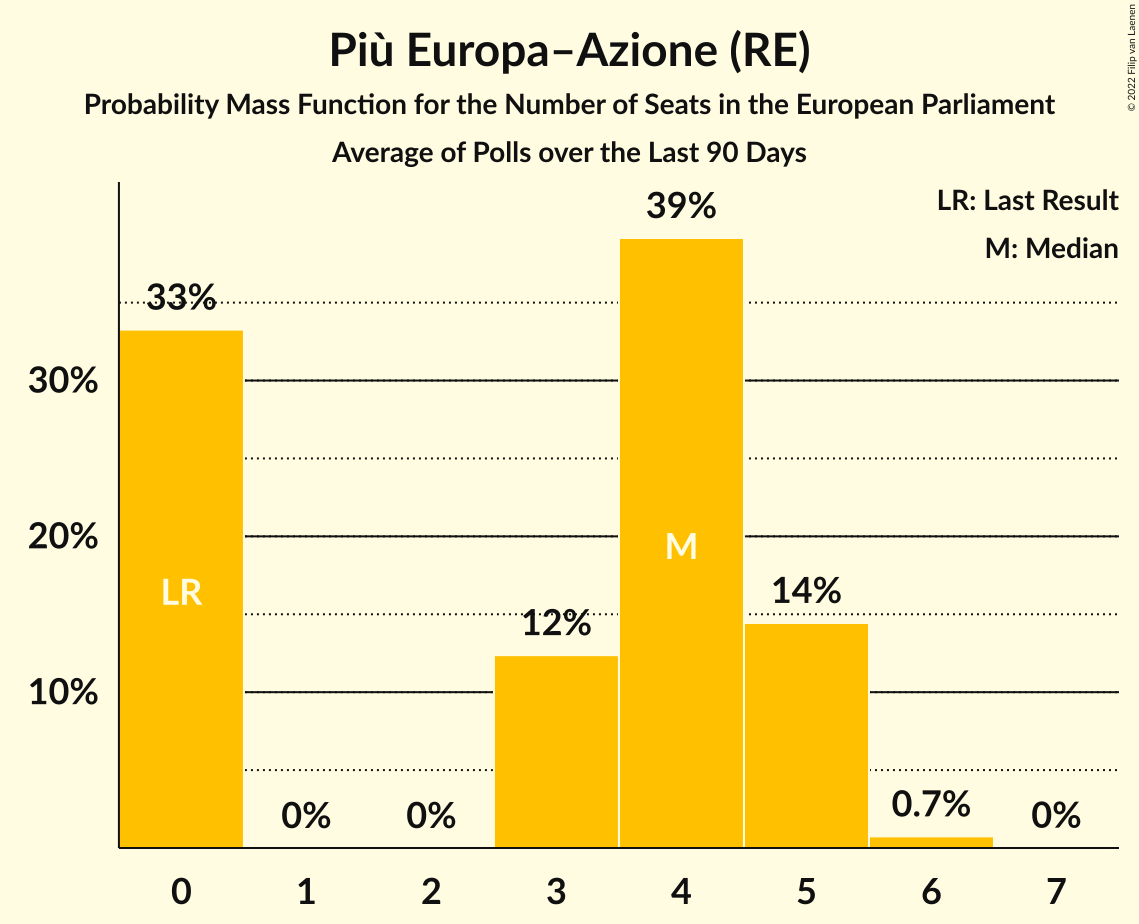 Più Europa–Azione (RE)
Probability Mass Function for the Number of Seats in the European Parliament
Average of Polls over the Last 90 Days
© 2022 Filip van Laenen
LR: Last Result
M: Median
39%
33%
30%
20%
10%
LR
M
12%
14%
0%
0%
0.7%
0%
0 1 2 3 4 5 6 7